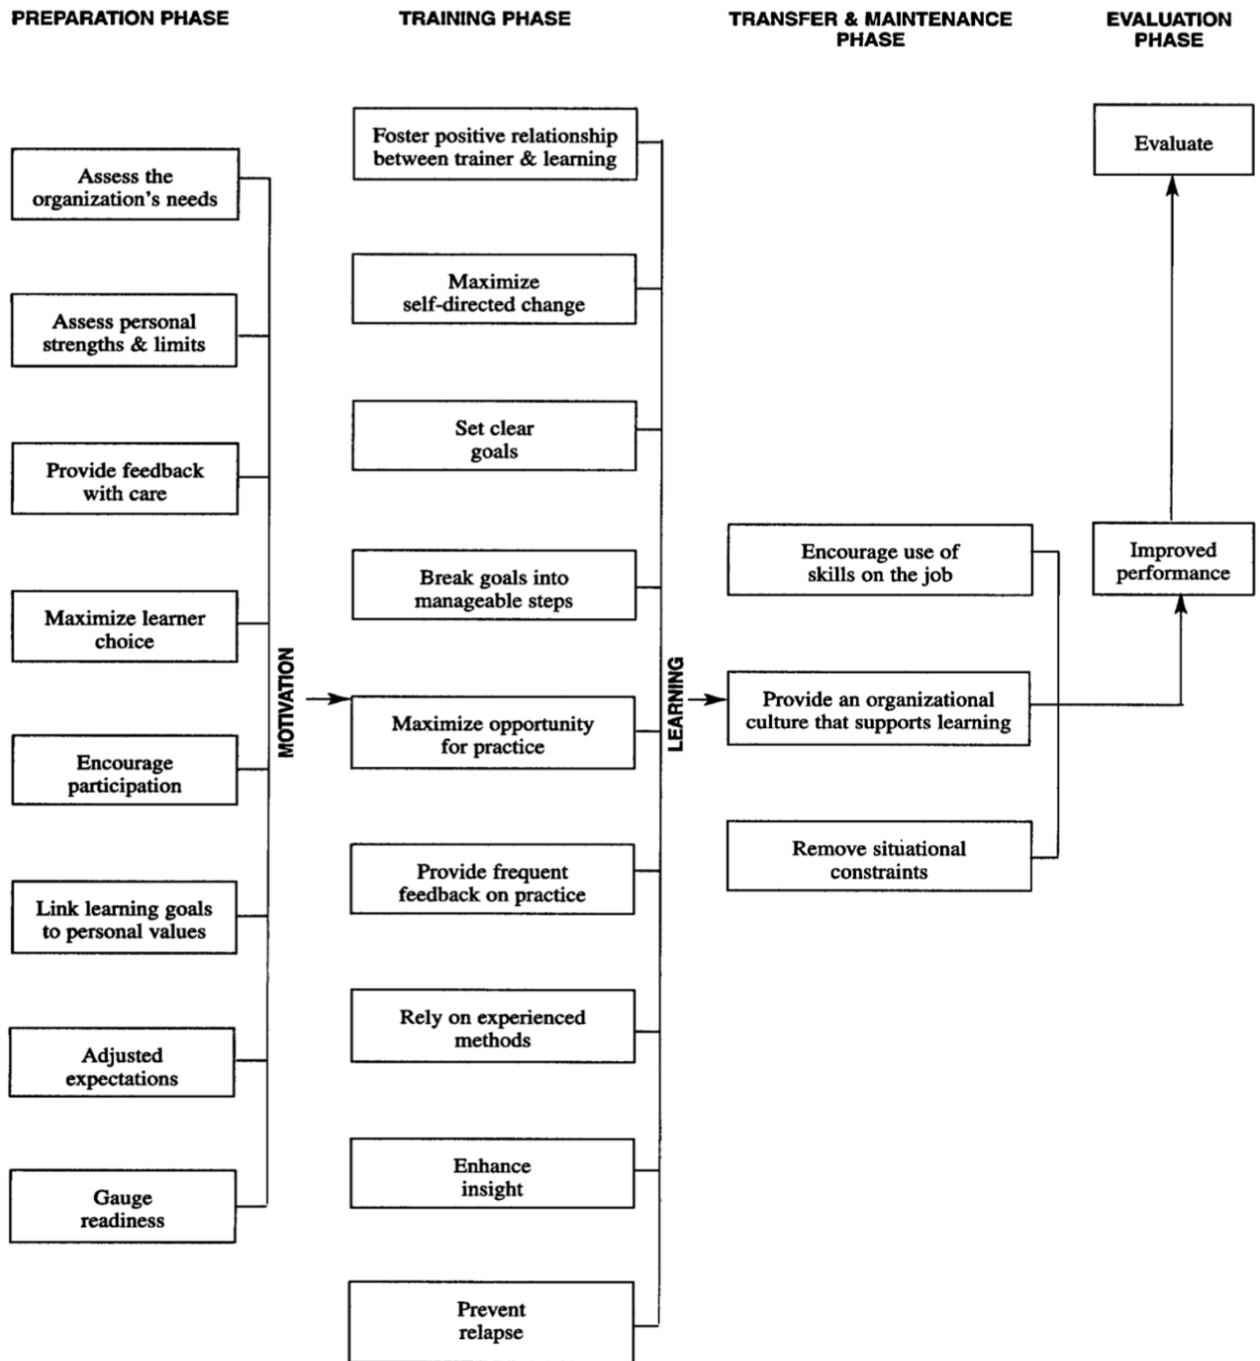 PREPARATION PHASE
TRAINING PHASE
TRANSFER & MAINTENANCE
PHASE
EVALUATION
PHASE
Assess the
organization's needs
Assess personal
strengths & limits
Provide feedback
with care
Maximize learner
choice
Encourage
participation
Link learning goals
to personal values
Adjusted
expectations
Gauge
readiness
MOTIVATION
Foster positive relationship
between trainer & learning
Maximize
self-directed change
Set clear
goals
Break goals into
manageable steps
Maximize opportunity
for practice
Provide frequent
feedback on practice
Rely on experienced
methods
Enhance
insight
Prevent
relapse
LEARNING
Encourage use of
skills on the job
Provide an organizational
culture that supports learning
Remove situational
constraints
Evaluate
Improved
performance